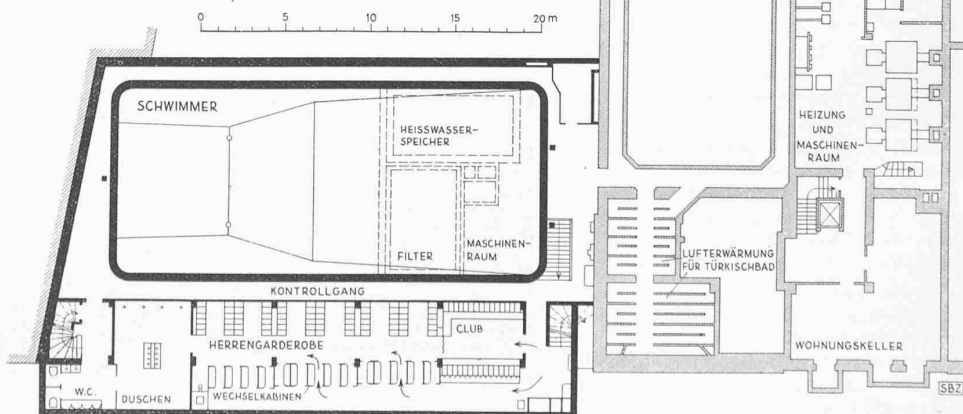 0 5 10 15 20 m
SCHWIMMER
HEISSWASSER-
SPEICHER
FILTER
MASCHINEN-
RAUM
KONTROLLGANG
HERRENGARDEROBE
CLUB
W.C.
DUSCHEN
WECHSELKABINEN
HEIZUNG
UND
MASCHINEN-
RAUM
LUFTERWÄRMUNG
FÜR TÜRKISCHBAD
WOHNUNGSKELLER
SBZ